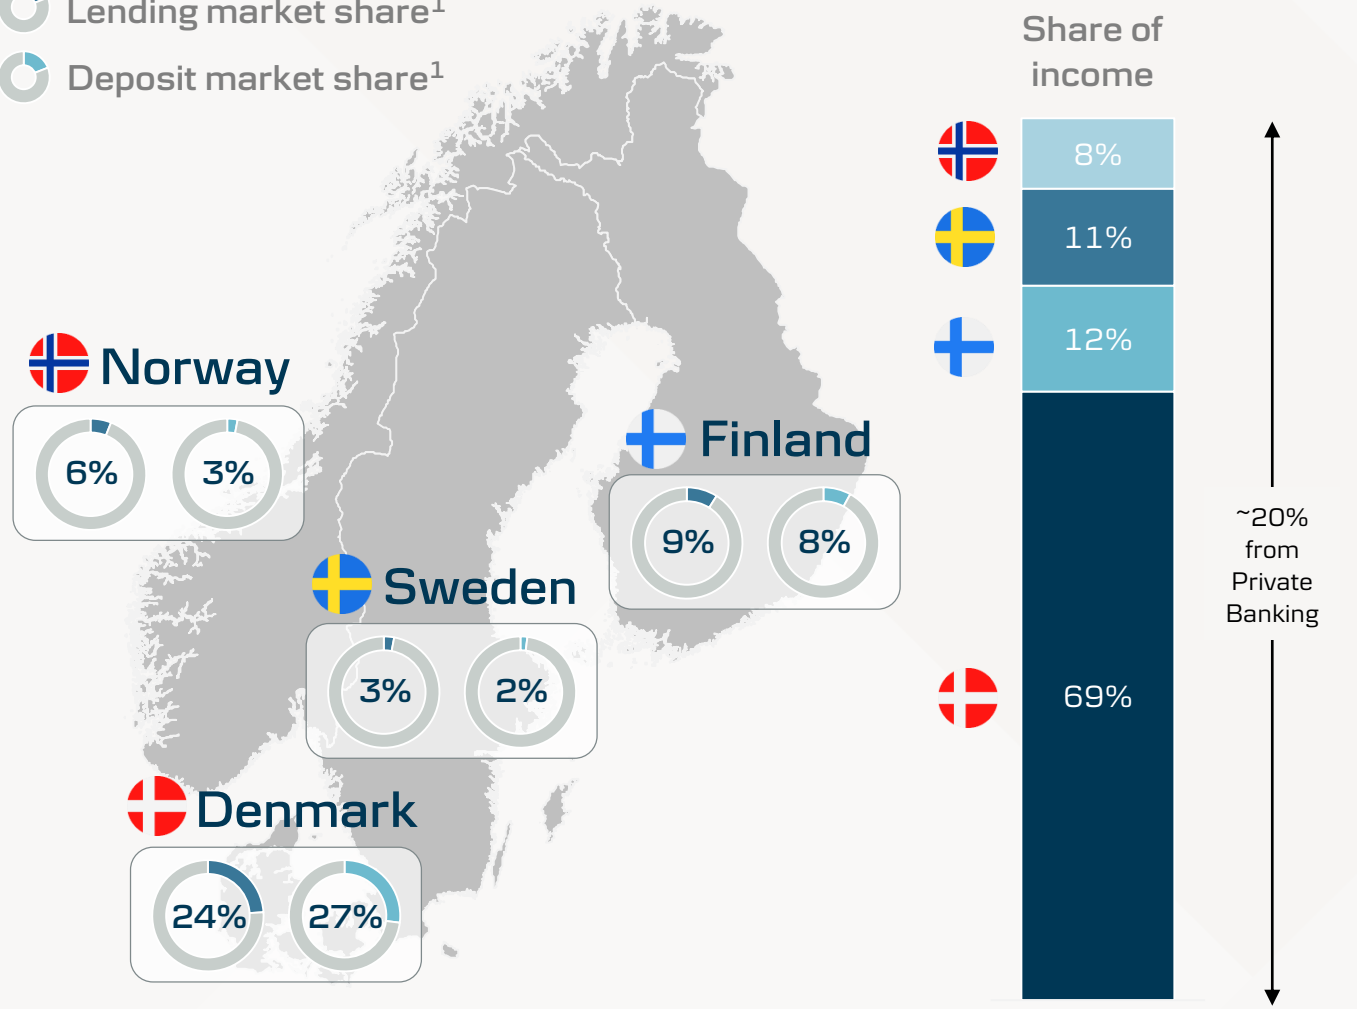 Lending market share¹
Deposit market share¹
Share of
income
8%
11%
12%
69%
~20%
from
Private
Banking
Norway
6% 3%
Finland
9% 8%
Sweden
3% 2%
Denmark
24% 27%